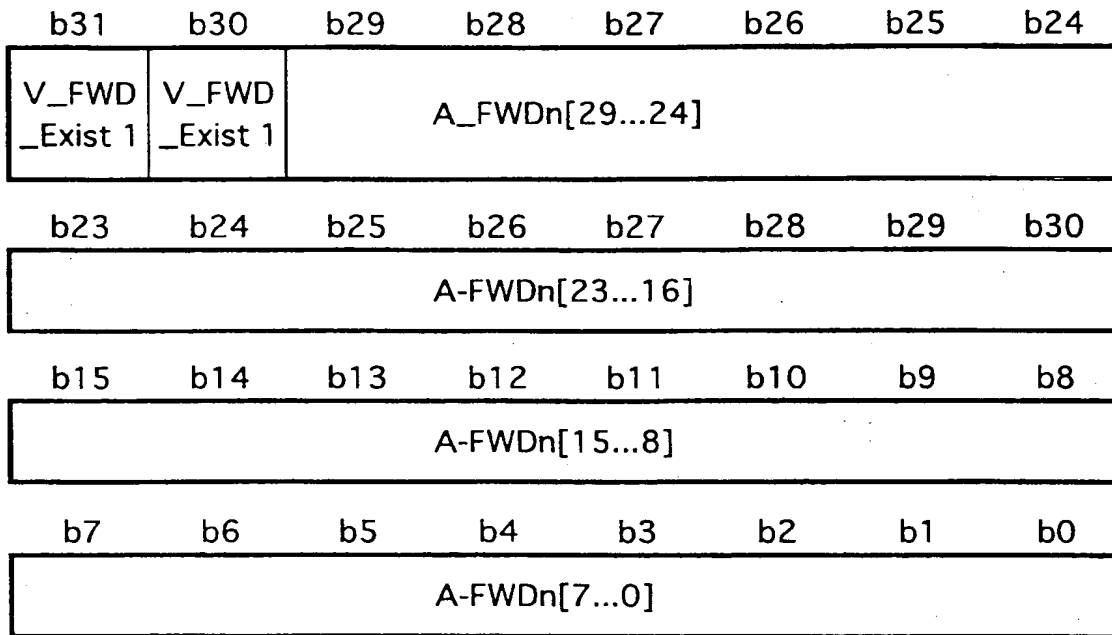 b31 b30 b29 b28 b27 b26 b25 b24
V_FWD V_FWD A_FWDn[29...24]
_Exist 1 _Exist 1
b23 b24 b25 b26 b27 b28 b29 b30
A-FWDn[23...16]
b15 b14 b13 b12 b11 b10 b9 b8
A-FWDn[15...8]
b7 b6 b5 b4 b3 b2 b1 b0
A-FWDn[7...0]